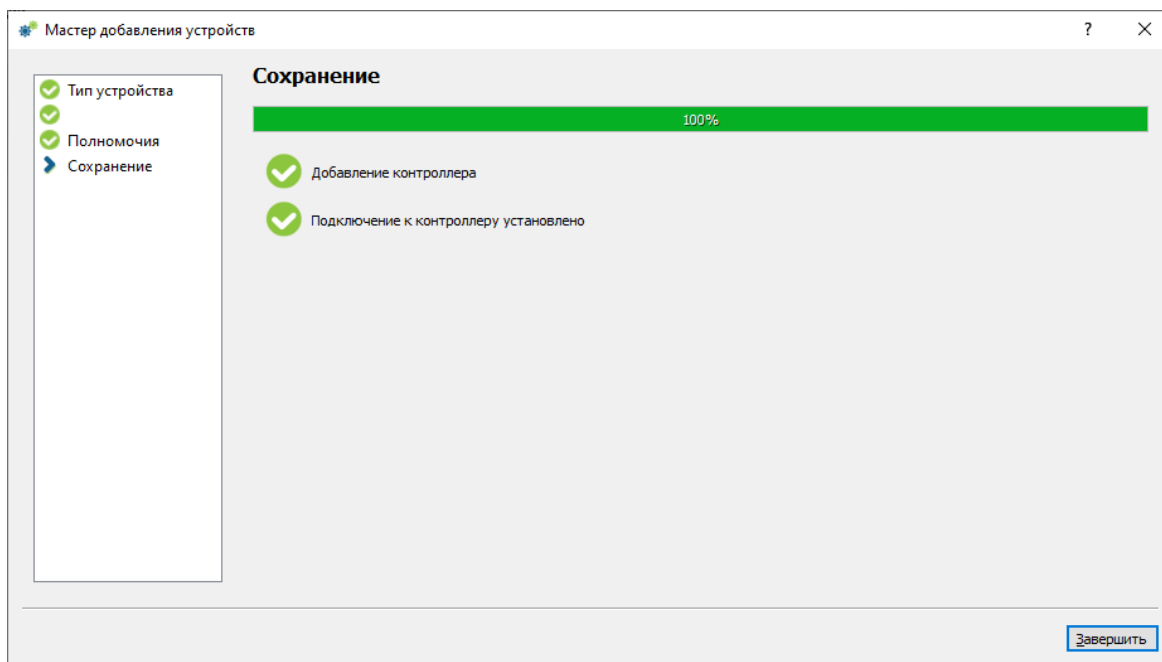 Мастер добавления устройств
?
Тип устройства
Полномочия
Сохранение
Сохранение
100%
Добавление контроллера
Подключение к контроллеру установлено
Завершить